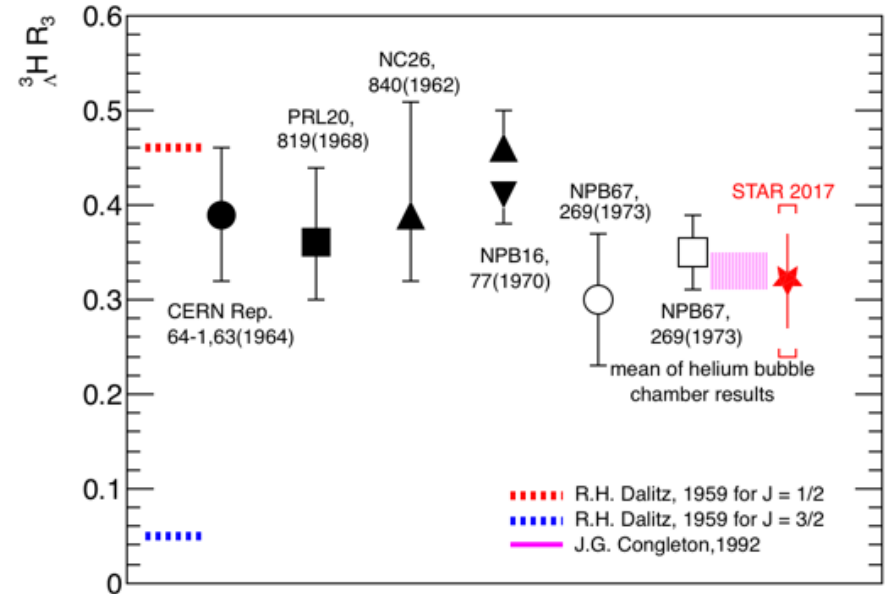 ³ΛH R₃
0.6
0.5
0.4
0.3
0.2
0.1
0
NC26,
840(1962)
PRL20,
819(1968)
NPB67,
269(1973)
STAR 2017
NPB16,
77(1970)
CERN Rep.
64-1,63(1964)
NPB67,
269(1973)
mean of helium bubble
chamber results
R.H. Dalitz, 1959 for J = 1/2
R.H. Dalitz, 1959 for J = 3/2
J.G. Congleton,1992